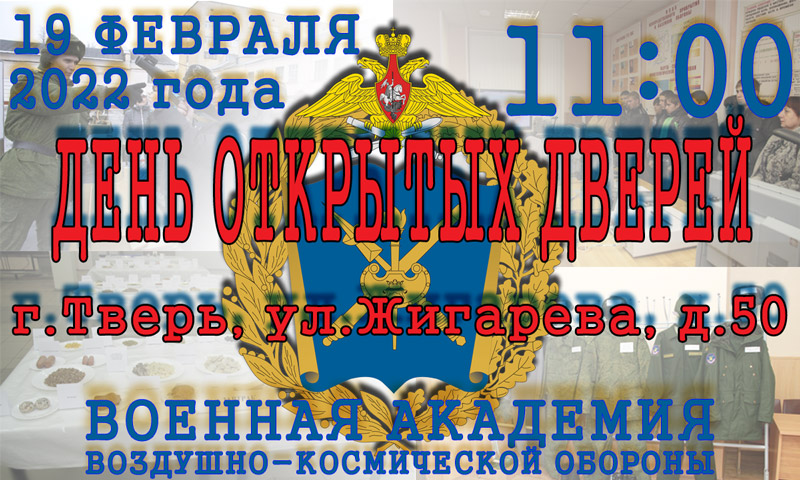 19 ФЕВРАЛЯ
2022 года
11:00
ДЕНЬ ОТКРЫТЫХ ДВЕРЕЙ
г.Тверь, ул.Жигарева, д.50
ВОЕННАЯ АКАДЕМИЯ
ВОЗДУШНО-КОСМИЧЕСКОЙ ОБОРОНЫ